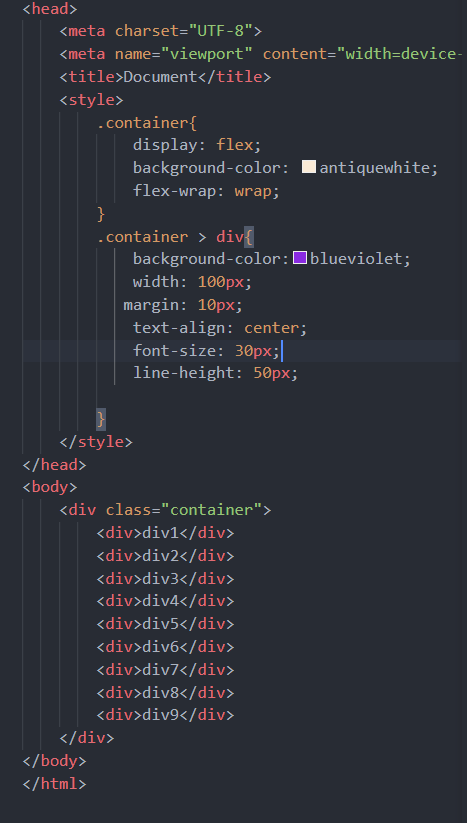 <head>
    <meta charset="UTF-8">
    <meta name="viewport" content="width=device-
    <title>Document</title>
    <style>
        .container{
            display: flex;
            background-color: antiquewhite;
            flex-wrap: wrap;
        }
        .container > div{
            background-color:blueviolet;
            width: 100px;
           margin: 10px;
            text-align: center;
            font-size: 30px;
            line-height: 50px;

        }
    </style>
</head>
<body>
    <div class="container">
        <div>div1</div>
        <div>div2</div>
        <div>div3</div>
        <div>div4</div>
        <div>div5</div>
        <div>div6</div>
        <div>div7</div>
        <div>div8</div>
        <div>div9</div>
    </div>
</body>
</html>